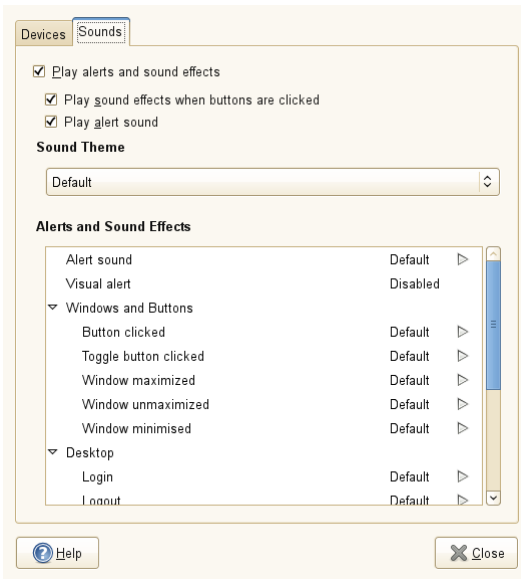 Devices Sounds
Play alerts and sound effects
Play sound effects when buttons are clicked
Play alert sound
Sound Theme
Default
Alerts and Sound Effects
Alert sound Default
Visual alert Disabled
Windows and Buttons
Button clicked Default
Toggle button clicked Default
Window maximized Default
Window unmaximized Default
Window minimised Default
Desktop
Login Default
Logout Default
Help Close